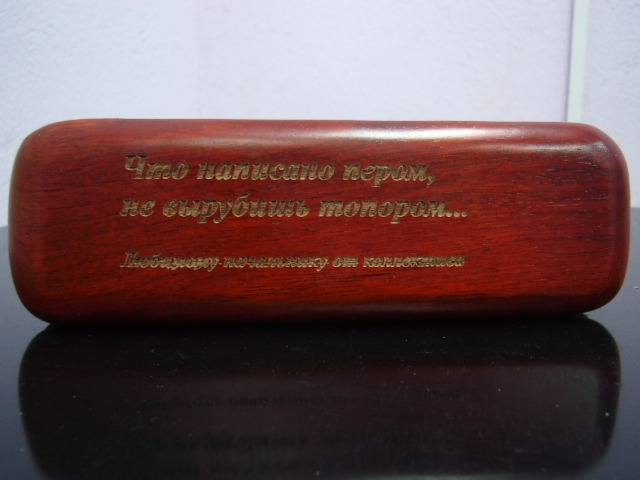 Что написано пером,
не вырубишь топором...
Любимому начальнику от коллектива